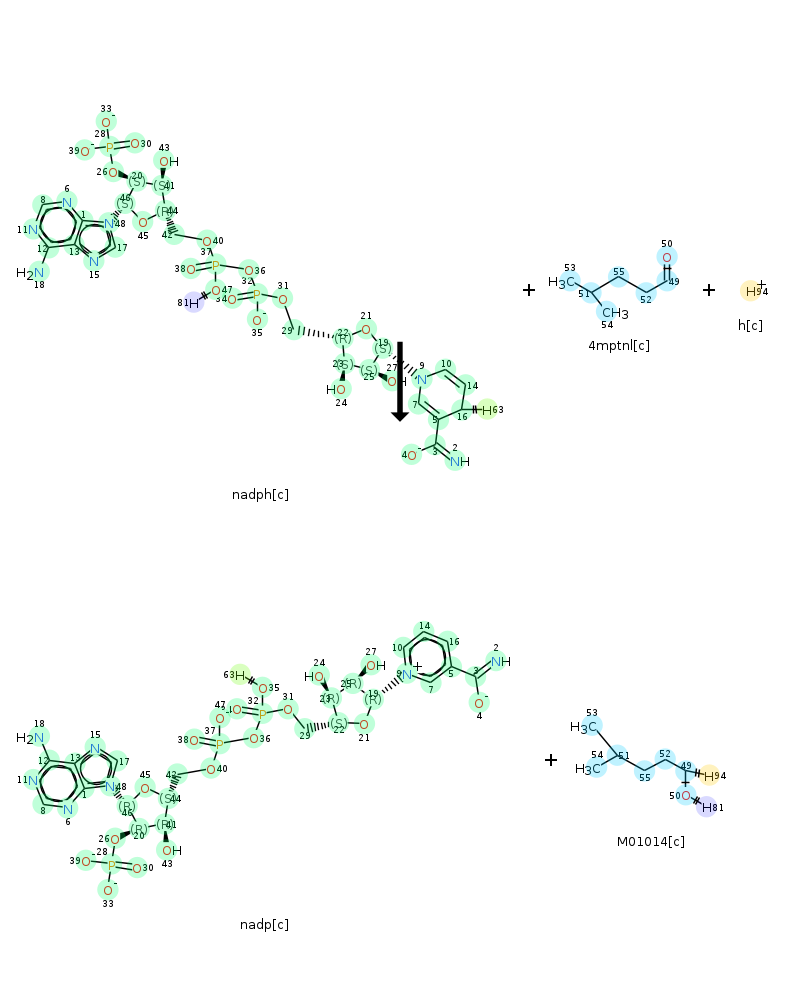 33
O-
28
39 O- P O 30
43
OH
26 O 20 (S) (S) 41
6
8 N 1 46 (S) (R) 44
11 N N 48 O 45 42 O 40
12 13 17
N 15
H2N 18
37
38 O P O 36
32
O 47 P O 31
81 H O
O- 35
29
21
O
22 (R) 19 (S)
23 (S) (S) 25
27 OH
HO 24
9 N 10
7 14
5 16 H 63
4 O- 3 2 NH
nadph[c]
+
50
O
53 55
H3C 51 52 49
CH3
54
4mptnl[c]
+
H+ 94
h[c]
14
10 16
24 27 2
HO OH NH
63 H O 35 9 N+ 5 3
23 (R) (R) 25 7 O-
47 32 31 19 (R) 4
O O P O
37 29 22 (S) O 21
38 O P O 36
18
H2N
15
N
12 13 17
11 N N 48 45 O 42 O 40
8 N 1 (R) (S) 44
6 46
26 O (R) (R) 41
20
28 OH 43
39 O- P O 30
O-
33
nadp[c]
+
53
H3C
54 51 52 49
H3C 55 H 94
50 O H 81
M01014[c]